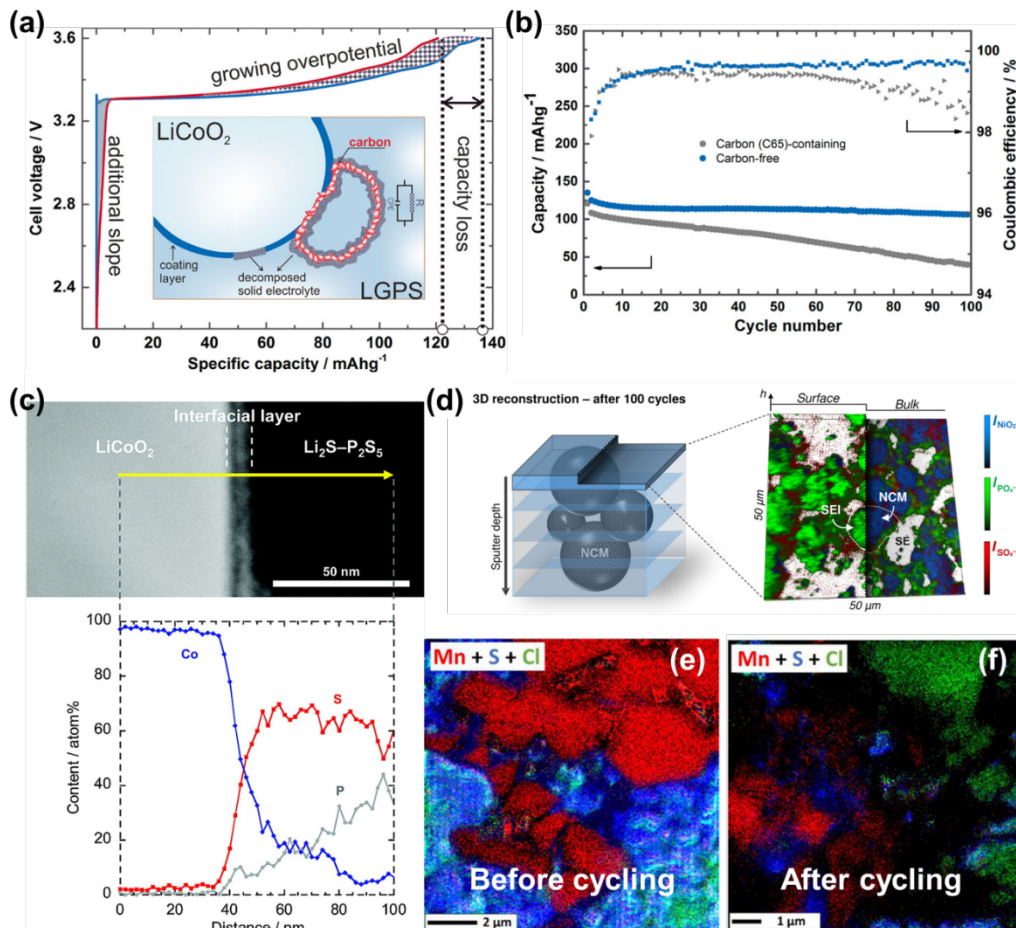 (a)
3.6
3.2
2.8
2.4
Cell voltage / V
growing overpotential
additional slope
capacity loss
LiCoO₂
carbon
CPE
R
coating
layer
decomposed
solid electrolyte
LGPS
0 20 40 60 80 100 120 140
Specific capacity / mAhg⁻¹
(b)
350
300
250
200
150
100
50
0
Capacity / mAhg⁻¹
Carbon (C65)-containing
Carbon-free
100
98
96
94
Coulombic efficiency / %
0 10 20 30 40 50 60 70 80 90 100
Cycle number
(c)
Interfacial layer
LiCoO₂
Li₂S–P₂S₅
50 nm
100
80
60
40
20
0
Content / atom%
Co
S
P
0 20 40 60 80 100
Distance / nm
(d)
3D reconstruction – after 100 cycles
Sputter depth
NCM
h
Surface
Bulk
SEI
NCM
SE
50 µm
50 µm
I NiO₂⁻
I POₓ⁻
I SOₓ⁻
Mn + S + Cl
(e)
Before cycling
2 µm
Mn + S + Cl
(f)
After cycling
1 µm